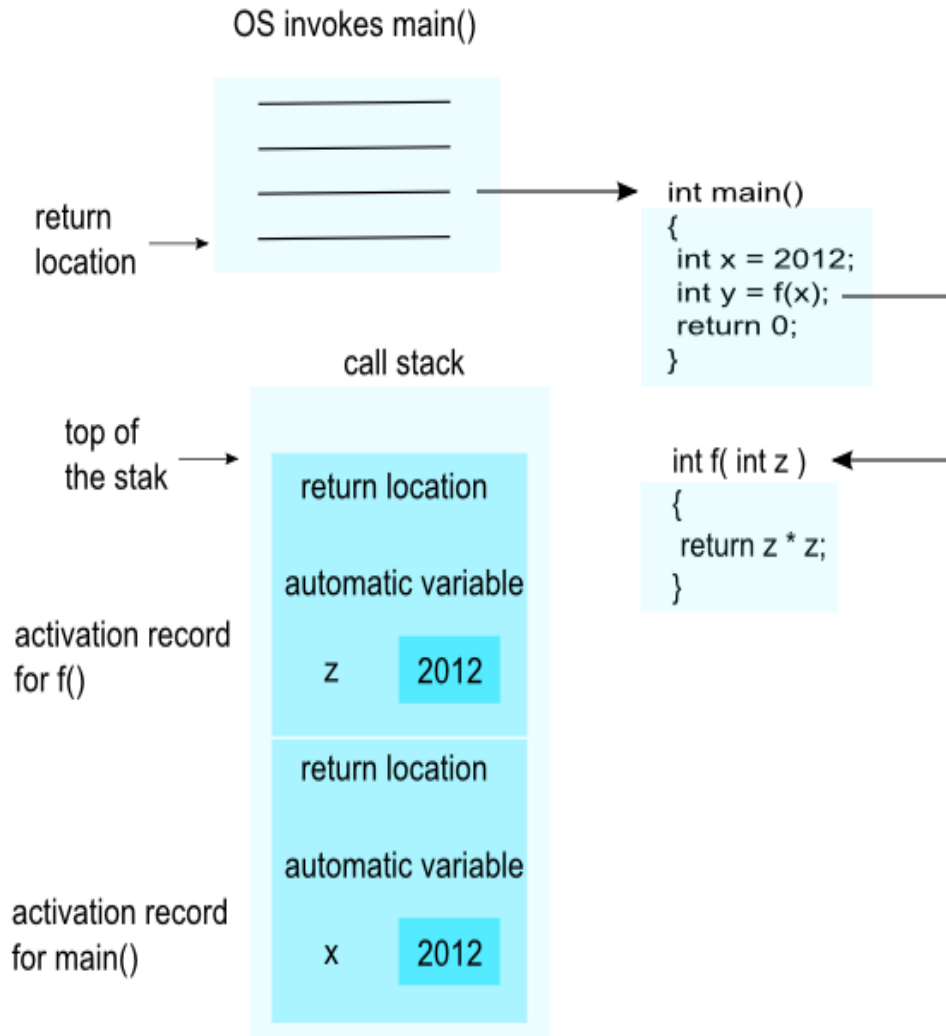 OS invokes main()
return
location
int main()
{
int x = 2012;
int y = f(x);
return 0;
}
call stack
top of
the stak
return location
automatic variable
z 2012
activation record
for f()
int f( int z )
{
return z * z;
}
return location
automatic variable
x 2012
activation record
for main()